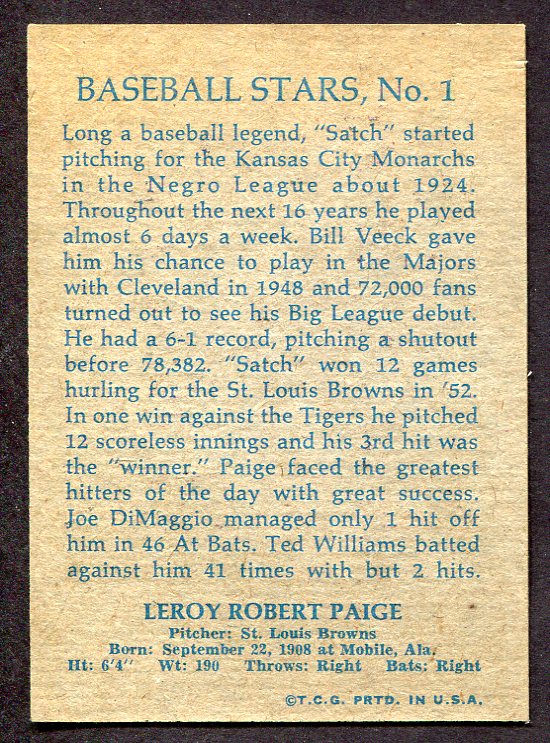 BASEBALL STARS, No. 1
Long a baseball legend, "Satch" started
pitching for the Kansas City Monarchs
in the Negro League about 1924.
Throughout the next 16 years he played
almost 6 days a week. Bill Veeck gave
him his chance to play in the Majors
with Cleveland in 1948 and 72,000 fans
turned out to see his Big League debut.
He had a 6-1 record, pitching a shutout
before 78,382. "Satch" won 12 games
hurling for the St. Louis Browns in '52.
In one win against the Tigers he pitched
12 scoreless innings and his 3rd hit was
the "winner." Paige faced the greatest
hitters of the day with great success.
Joe DiMaggio managed only 1 hit off
him in 46 At Bats. Ted Williams batted
against him 41 times with but 2 hits.
LEROY ROBERT PAIGE
Pitcher: St. Louis Browns
Born: September 22, 1908 at Mobile, Ala.
Ht: 6'4" Wt: 190 Throws: Right Bats: Right
©T.C.G. PRTD. IN U.S.A.